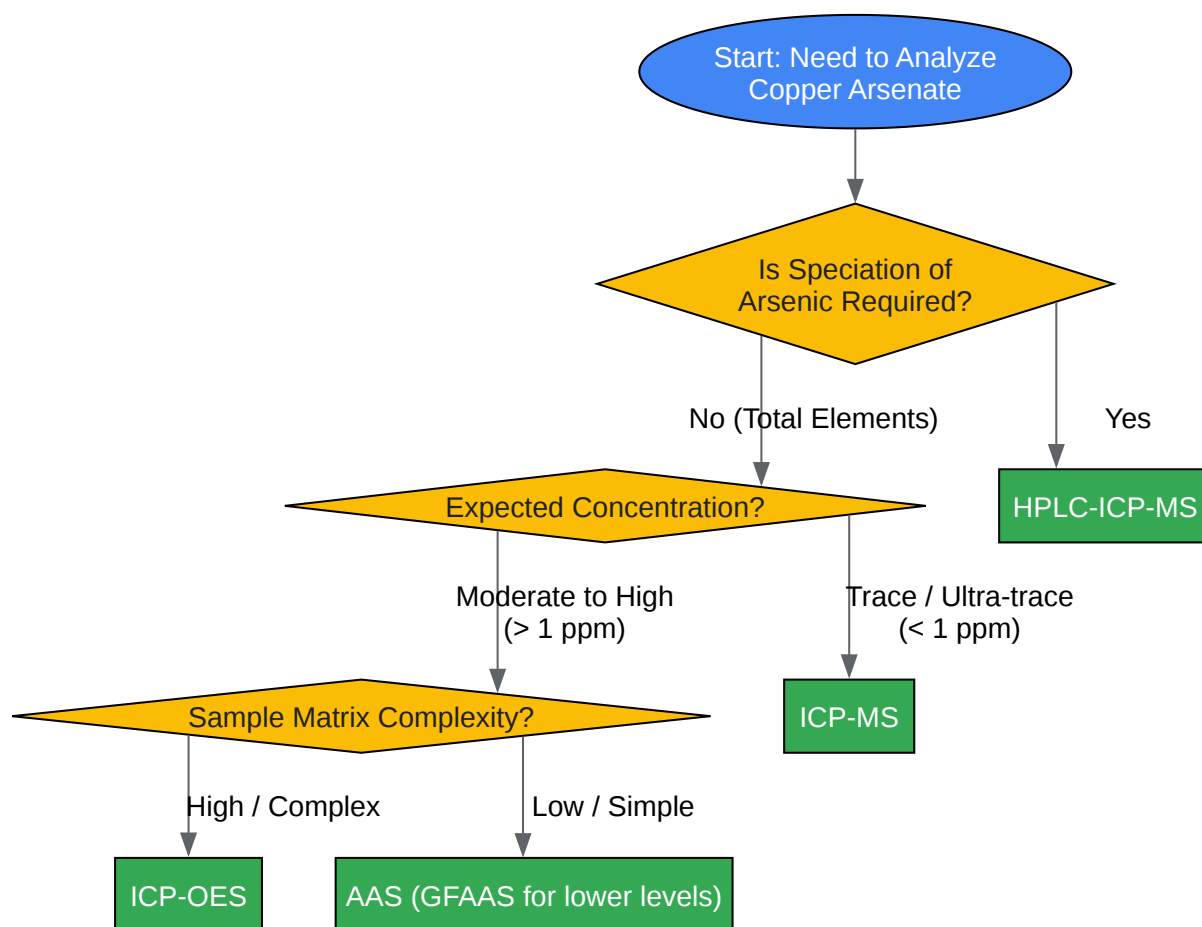 Start: Need to Analyze
Copper Arsenate
Is Speciation of
Arsenic Required?
No (Total Elements)
Yes
Expected Concentration?
HPLC-ICP-MS
Moderate to High
(> 1 ppm)
Trace / Ultra-trace
(< 1 ppm)
Sample Matrix Complexity?
ICP-MS
High / Complex
Low / Simple
ICP-OES
AAS (GFAAS for lower levels)